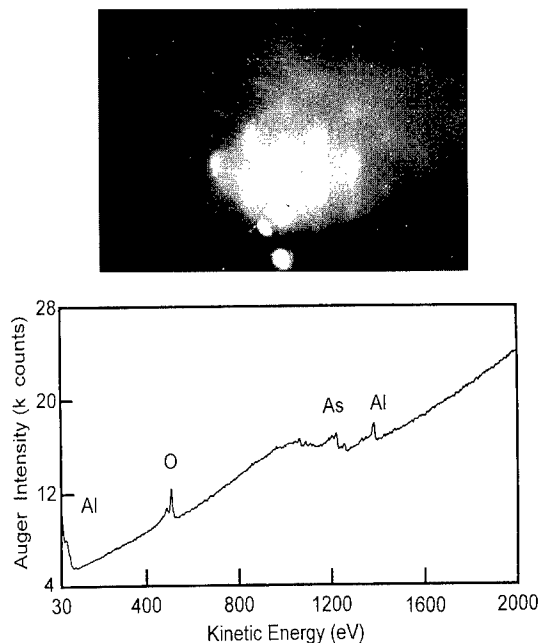 28
20
12
4
Auger Intensity (k counts)
Al
O
As
Al
30 400 800 1200 1600 2000
Kinetic Energy (eV)